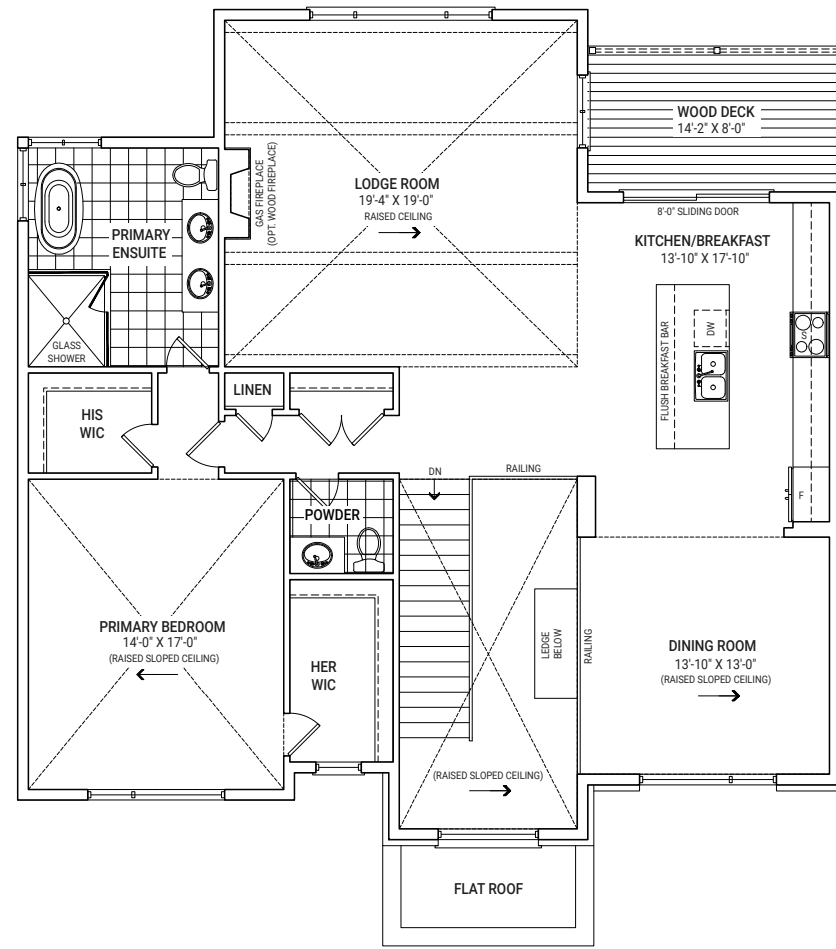 WOOD DECK
14'-2" X 8'-0"
GAS FIREPLACE
(OPT. WOOD FIREPLACE)
LODGE ROOM
19'-4" X 19'-0"
RAISED CEILING
8'-0" SLIDING DOOR
KITCHEN/BREAKFAST
13'-10" X 17'-10"
PRIMARY
ENSUITE
GLASS
SHOWER
DW
FLUSH BREAKFAST BAR
S
LINEN
HIS
WIC
DN
RAILING
F
POWDER
PRIMARY BEDROOM
14'-0" X 17'-0"
(RAISED SLOPED CEILING)
HER
WIC
LEDGE
BELOW
RAILING
DINING ROOM
13'-10" X 13'-0"
(RAISED SLOPED CEILING)
(RAISED SLOPED CEILING)
FLAT ROOF